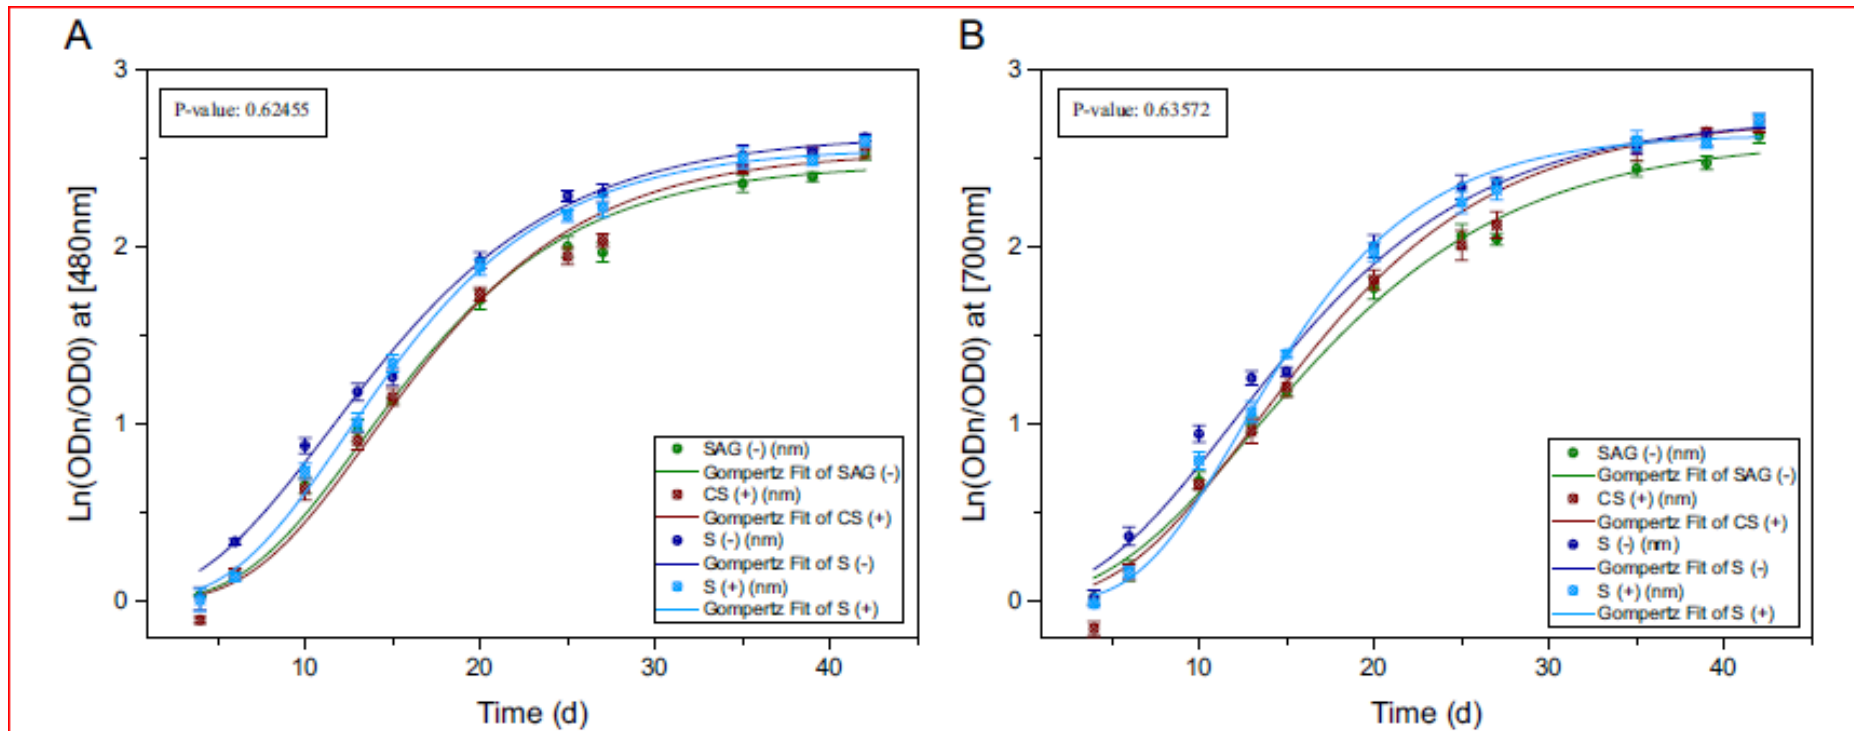 A
Ln(ODn/OD0) at [480nm]
3
2
1
0
P-value: 0.62455
SAG (-) (nm)
Gompertz Fit of SAG (-)
CS (+) (nm)
Gompertz Fit of CS (+)
S (-) (nm)
Gompertz Fit of S (-)
S (+) (nm)
Gompertz Fit of S (+)
10 20 30 40
Time (d)
B
Ln(ODn/OD0) at [700nm]
3
2
1
0
P-value: 0.63572
SAG (-) (nm)
Gompertz Fit of SAG (-)
CS (+) (nm)
Gompertz Fit of CS (+)
S (-) (nm)
Gompertz Fit of S (-)
S (+) (nm)
Gompertz Fit of S (+)
10 20 30 40
Time (d)